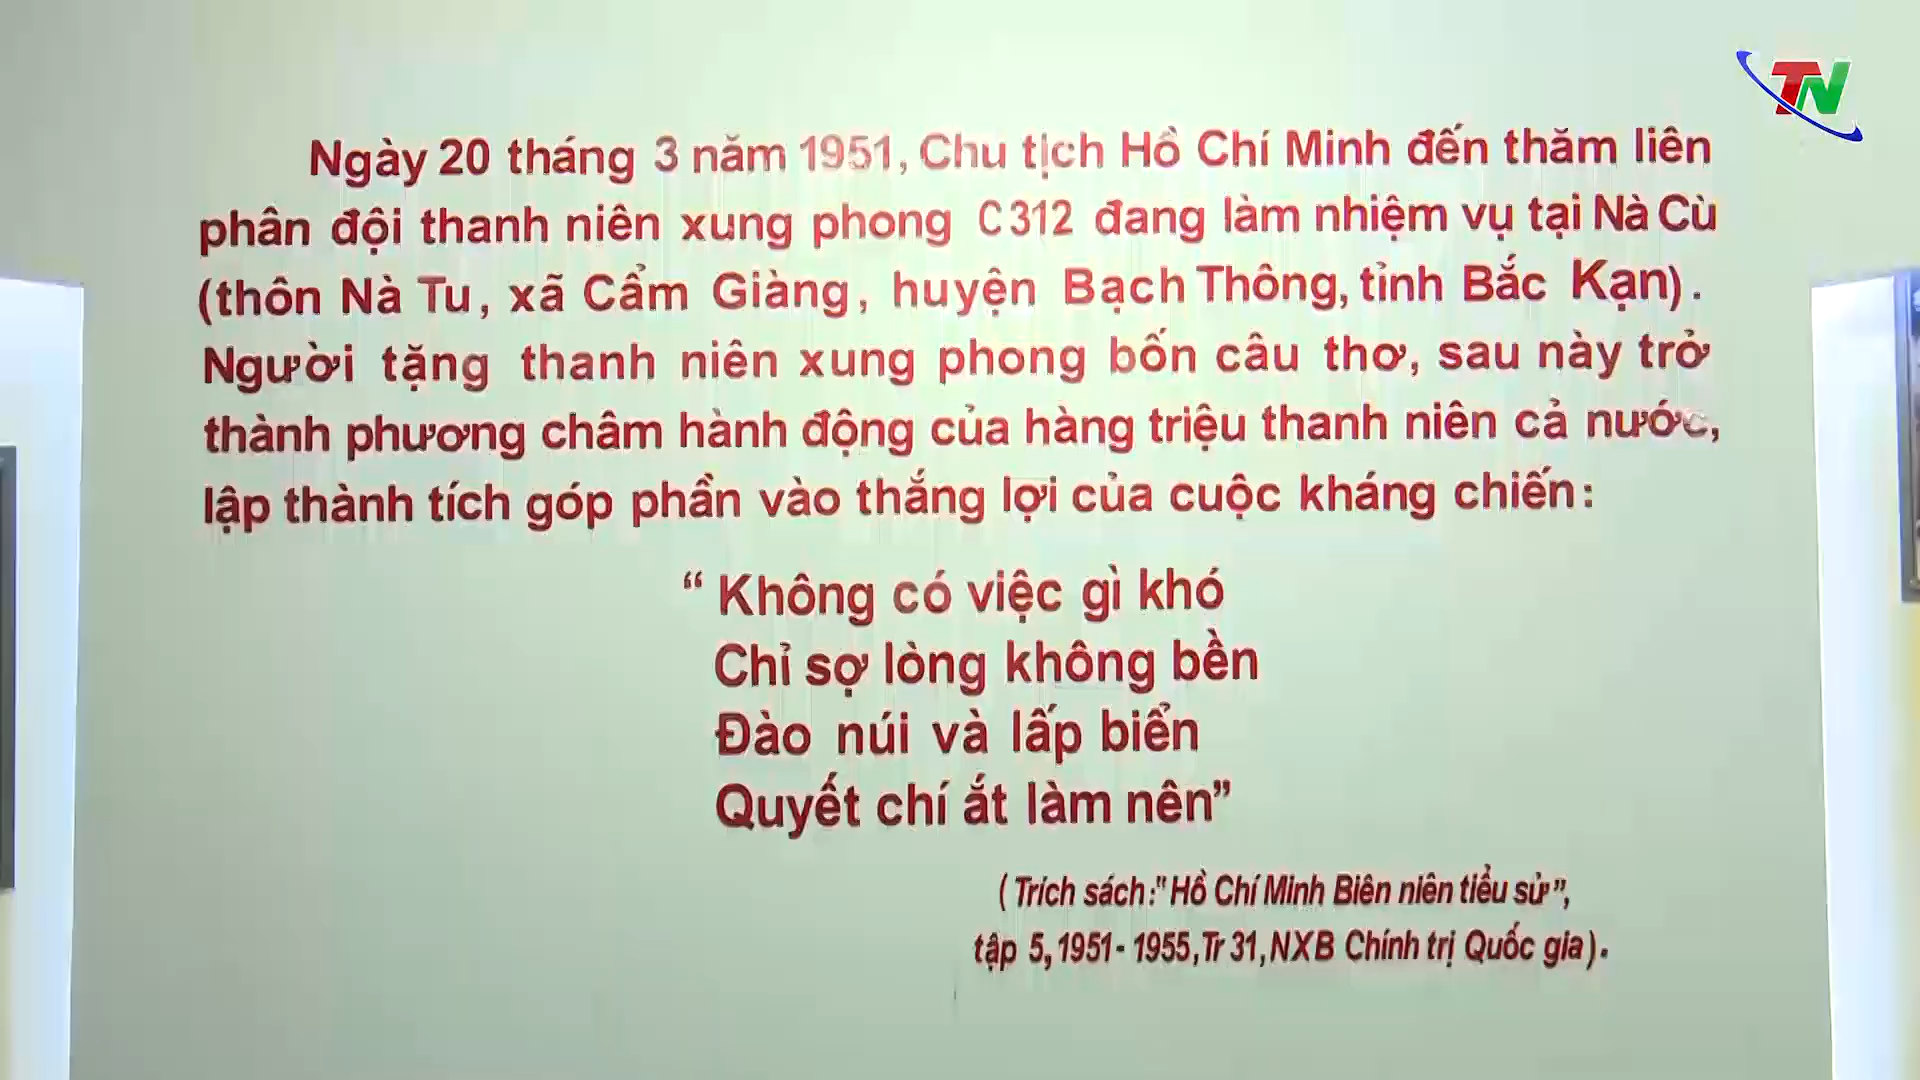 TN
Ngày 20 tháng 3 năm 1951, Chu tịch Hồ Chí Minh đến thăm liên
phân đội thanh niên xung phong C312 đang làm nhiệm vụ tại Nà Cù
(thôn Nà Tu, xã Cẩm Giàng, huyện Bạch Thông, tỉnh Bắc Kạn).
Người tặng thanh niên xung phong bốn câu thơ, sau này trở
thành phương châm hành động của hàng triệu thanh niên cả nước,
lập thành tích góp phần vào thắng lợi của cuộc kháng chiến:
“ Không có việc gì khó
Chỉ sợ lòng không bền
Đào núi và lấp biển
Quyết chí ắt làm nên”
( Trích sách:"Hồ Chí Minh Biên niên tiểu sử”,
tập 5, 1951- 1955, Tr 31, NXB Chính trị Quốc gia).